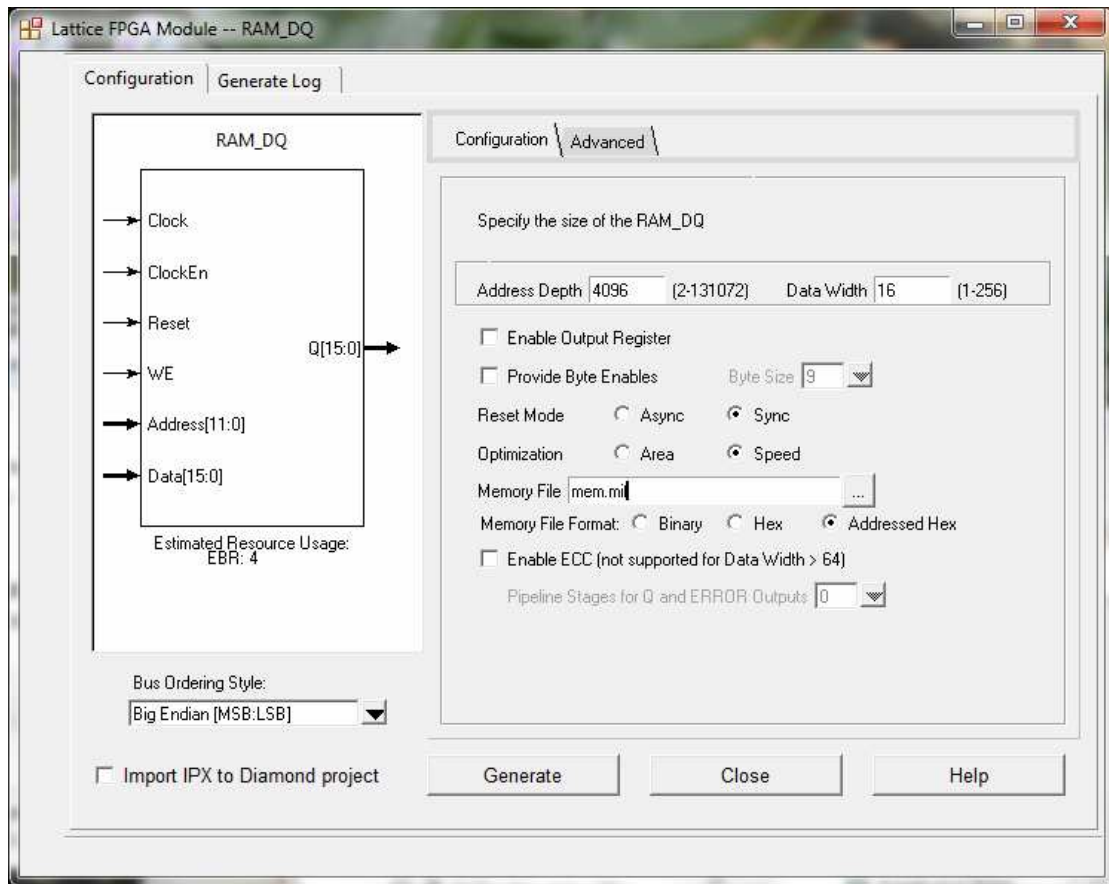 Lattice FPGA Module -- RAM_DQ
Configuration Generate Log
RAM_DQ
Clock
ClockEn
Reset
Q[15:0]
WE
Address[11:0]
Data[15:0]
Estimated Resource Usage:
EBR: 4
Bus Ordering Style:
Big Endian [MSB:LSB]
Import IPX to Diamond project
Configuration Advanced
Specify the size of the RAM_DQ
Address Depth 4096 (2-131072) Data Width 16 (1-256)
Enable Output Register
Provide Byte Enables Byte Size 9
Reset Mode Async Sync
Optimization Area Speed
Memory File mem.mif ...
Memory File Format: Binary Hex Addressed Hex
Enable ECC (not supported for Data Width > 64)
Pipeline Stages for Q and ERROR Outputs 0
Generate Close Help